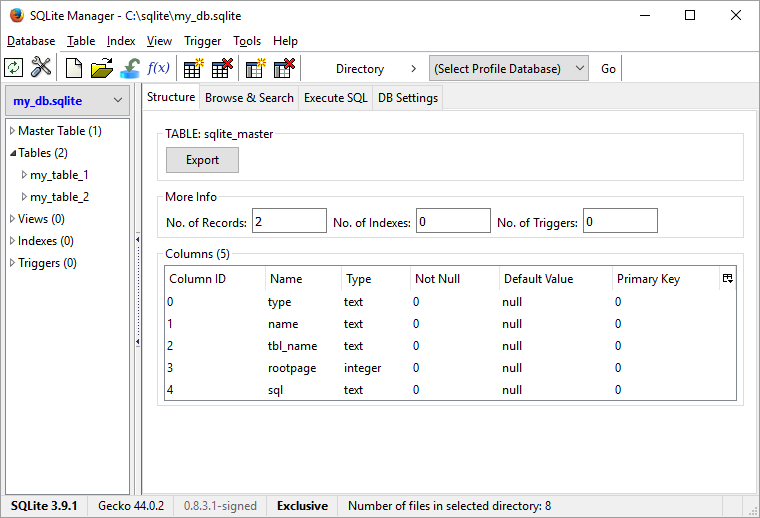 SQLite Manager - C:\sqlite\my_db.sqlite
Database Table Index View Trigger Tools Help
f(x) Directory > (Select Profile Database) Go
my_db.sqlite
Master Table (1)
Tables (2)
my_table_1
my_table_2
Views (0)
Indexes (0)
Triggers (0)
Structure Browse & Search Execute SQL DB Settings
TABLE: sqlite_master
Export
More Info
No. of Records: 2 No. of Indexes: 0 No. of Triggers: 0
Columns (5)
Column ID Name Type Not Null Default Value Primary Key
0 type text 0 null 0
1 name text 0 null 0
2 tbl_name text 0 null 0
3 rootpage integer 0 null 0
4 sql text 0 null 0
SQLite 3.9.1 Gecko 44.0.2 0.8.3.1-signed Exclusive Number of files in selected directory: 8